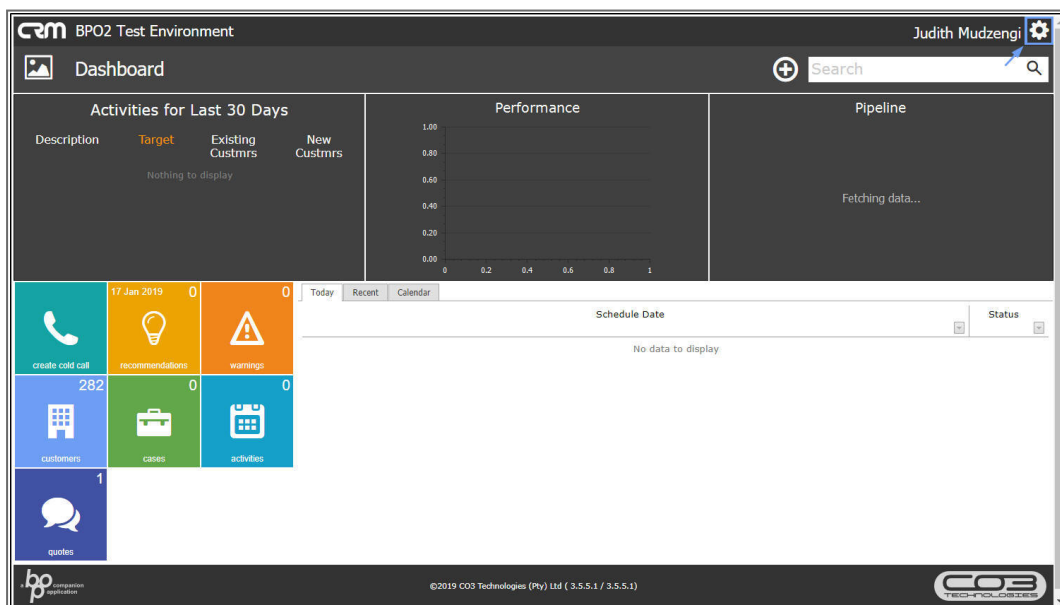 CRM BPO2 Test Environment
Judith Mudzengi
Dashboard
Search
Activities for Last 30 Days
Description Target Existing Custmrs New Custmrs
Nothing to display
Performance
1.00
0.80
0.60
0.40
0.20
0.00
0 0.2 0.4 0.6 0.8 1
Pipeline
Fetching data...
create cold call
17 Jan 2019 0
recommendations
0
warnings
282
customers
0
cases
0
activities
1
quotes
Today Recent Calendar
Schedule Date Status
No data to display
bpo companion
application
©2019 CO3 Technologies (Pty) Ltd ( 3.5.5.1 / 3.5.5.1)
CO3
TECHNOLOGIES